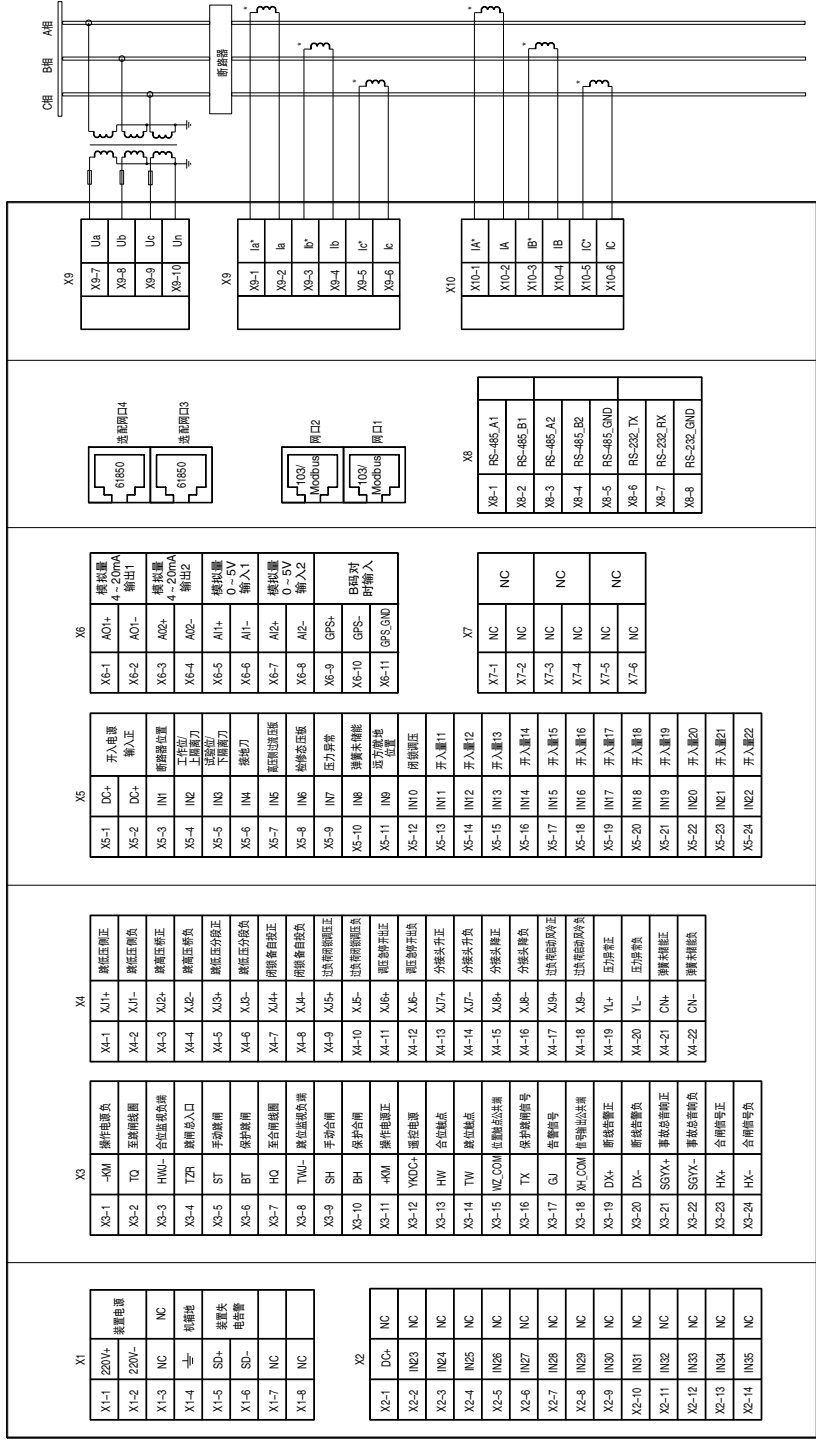 X1
X1-1 220V+ 装置电源
X1-2 220V-
X1-3 NC NC
X1-4 机箱地
X1-5 SD+ 装置失
X1-6 SD- 电告警
X1-7 NC
X1-8 NC
X2
X2-1 DC+ NC
X2-2 IN23 NC
X2-3 IN24 NC
X2-4 IN25 NC
X2-5 IN26 NC
X2-6 IN27 NC
X2-7 IN28 NC
X2-8 IN29 NC
X2-9 IN30 NC
X2-10 IN31 NC
X2-11 IN32 NC
X2-12 IN33 NC
X2-13 IN34 NC
X2-14 IN35 NC
X3
X3-1 -KM 操作电源负
X3-2 TQ 至跳闸线圈
X3-3 HWJ- 合位监视负端
X3-4 TZR 跳闸总入口
X3-5 ST 手动跳闸
X3-6 BT 保护跳闸
X3-7 HQ 至合闸线圈
X3-8 TWJ- 跳位监视负端
X3-9 SH 手动合闸
X3-10 BH 保护合闸
X3-11 +KM 操作电源正
X3-12 YKDC+ 遥控电源
X3-13 HW 合位触点
X3-14 TW 跳位触点
X3-15 WZ_COM 位置触点公共端
X3-16 TX 保护跳闸信号
X3-17 GJ 告警信号
X3-18 XH_COM 信号输出公共端
X3-19 DX+ 断线告警正
X3-20 DX- 断线告警负
X3-21 SGYX+ 事故总音响正
X3-22 SGYX- 事故总音响负
X3-23 HX+ 合闸信号正
X3-24 HX- 合闸信号负
X4
X4-1 XJ1+ 跳低压侧正
X4-2 XJ1- 跳低压侧负
X4-3 XJ2+ 跳高压桥正
X4-4 XJ2- 跳高压桥负
X4-5 XJ3+ 跳低压分段正
X4-6 XJ3- 跳低压分段负
X4-7 XJ4+ 闭锁备自投正
X4-8 XJ4- 闭锁备自投负
X4-9 XJ5+ 过负荷闭锁调压正
X4-10 XJ5- 过负荷闭锁调压负
X4-11 XJ6+ 调压急停开出正
X4-12 XJ6- 调压急停开出负
X4-13 XJ7+ 分接头升正
X4-14 XJ7- 分接头升负
X4-15 XJ8+ 分接头降正
X4-16 XJ8- 分接头降负
X4-17 XJ9+ 过负荷启动风冷正
X4-18 XJ9- 过负荷启动风冷负
X4-19 YL+ 压力异常正
X4-20 YL- 压力异常负
X4-21 CN+ 弹簧未储能正
X4-22 CN- 弹簧未储能负
X5
X5-1 DC+ 开入电源
X5-2 DC+ 输入正
X5-3 IN1 断路器位置
X5-4 IN2 工作位/上隔离刀
X5-5 IN3 试验位/下隔离刀
X5-6 IN4 接地刀
X5-7 IN5 高压侧过流压板
X5-8 IN6 检修态压板
X5-9 IN7 压力异常
X5-10 IN8 弹簧未储能
X5-11 IN9 远方/就地位置
X5-12 IN10 闭锁调压
X5-13 IN11 开入量11
X5-14 IN12 开入量12
X5-15 IN13 开入量13
X5-16 IN14 开入量14
X5-17 IN15 开入量15
X5-18 IN16 开入量16
X5-19 IN17 开入量17
X5-20 IN18 开入量18
X5-21 IN19 开入量19
X5-22 IN20 开入量20
X5-23 IN21 开入量21
X5-24 IN22 开入量22
X6
X6-1 AO1+ 模拟量4~20mA输出1
X6-2 AO1-
X6-3 AO2+ 模拟量4~20mA输出2
X6-4 AO2-
X6-5 AI1+ 模拟量0~5V输入1
X6-6 AI1-
X6-7 AI2+ 模拟量0~5V输入2
X6-8 AI2-
X6-9 GPS+ B码对时输入
X6-10 GPS-
X6-11 GPS_GND
X7
X7-1 NC NC
X7-2 NC
X7-3 NC NC
X7-4 NC
X7-5 NC NC
X7-6 NC
61850 选配网口4
61850 选配网口3
103/Modbus 网口2
103/Modbus 网口1
X8
X8-1 RS-485_A1
X8-2 RS-485_B1
X8-3 RS-485_A2
X8-4 RS-485_B2
X8-5 RS-485_GND
X8-6 RS-232_TX
X8-7 RS-232_RX
X8-8 RS-232_GND
X9
X9-7 Ua
X9-8 Ub
X9-9 Uc
X9-10 Un
X9
X9-1 Ia*
X9-2 Ia
X9-3 Ib*
X9-4 Ib
X9-5 Ic*
X9-6 Ic
X10
X10-1 IA*
X10-2 IA
X10-3 IB*
X10-4 IB
X10-5 IC*
X10-6 IC
A相
B相
C相
断路器
*
*
*
*
*
*